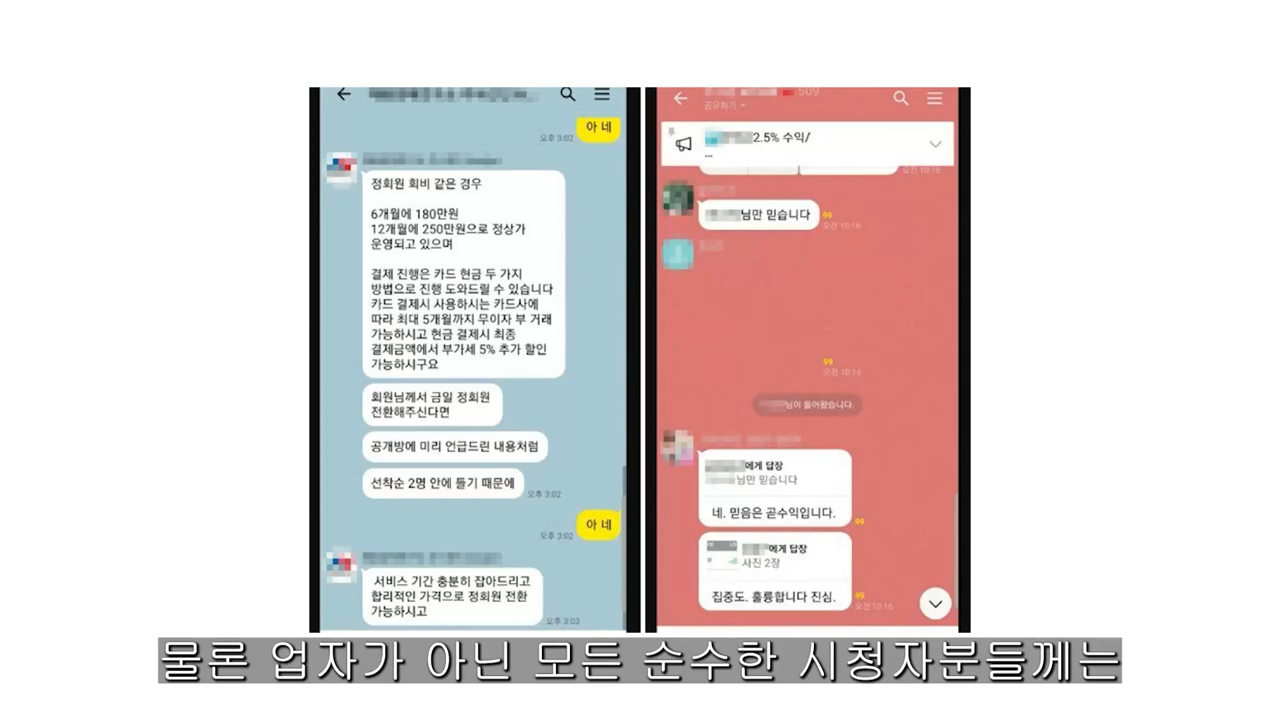 아 네
오후 3:02
정회원 회비 같은 경우
6개월에 180만원
12개월에 250만원으로 정상가
운영되고 있으며
결제 진행은 카드 현금 두 가지
방법으로 진행 도와드릴 수 있습니다
카드 결제시 사용하시는 카드사에
따라 최대 5개월까지 무이자 부 거래
가능하시고 현금 결제시 최종
결제금액에서 부가세 5% 추가 할인
가능하시구요
회원님께서 금일 정회원
전환해주신다면
공개방에 미리 언급드린 내용처럼
선착순 2명 안에 들기 때문에
오후 3:02
아 네
오후 3:02
서비스 기간 충분히 잡아드리고
합리적인 가격으로 정회원 전환
가능하시고
오후 3:03
509
공유하기
2.5% 수익/
...
오전 10:16
님만 믿습니다
99
오전 10:16
99
오전 10:16
님이 들어왔습니다.
에게 답장
님만 믿습니다
네. 믿음은 곧수익입니다.
99
에게 답장
사진 2장
집중도. 훌륭합니다 진심.
99
오전 10:16
물론 업자가 아닌 모든 순수한 시청자분들께는